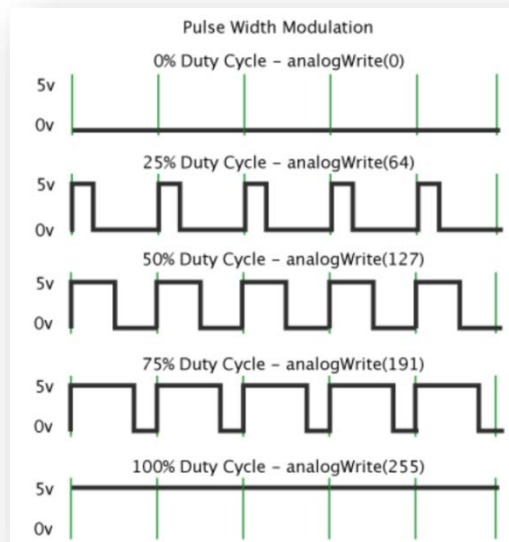 Pulse Width Modulation
0% Duty Cycle – analogWrite(0)
5v
0v
25% Duty Cycle – analogWrite(64)
5v
0v
50% Duty Cycle – analogWrite(127)
5v
0v
75% Duty Cycle – analogWrite(191)
5v
0v
100% Duty Cycle – analogWrite(255)
5v
0v